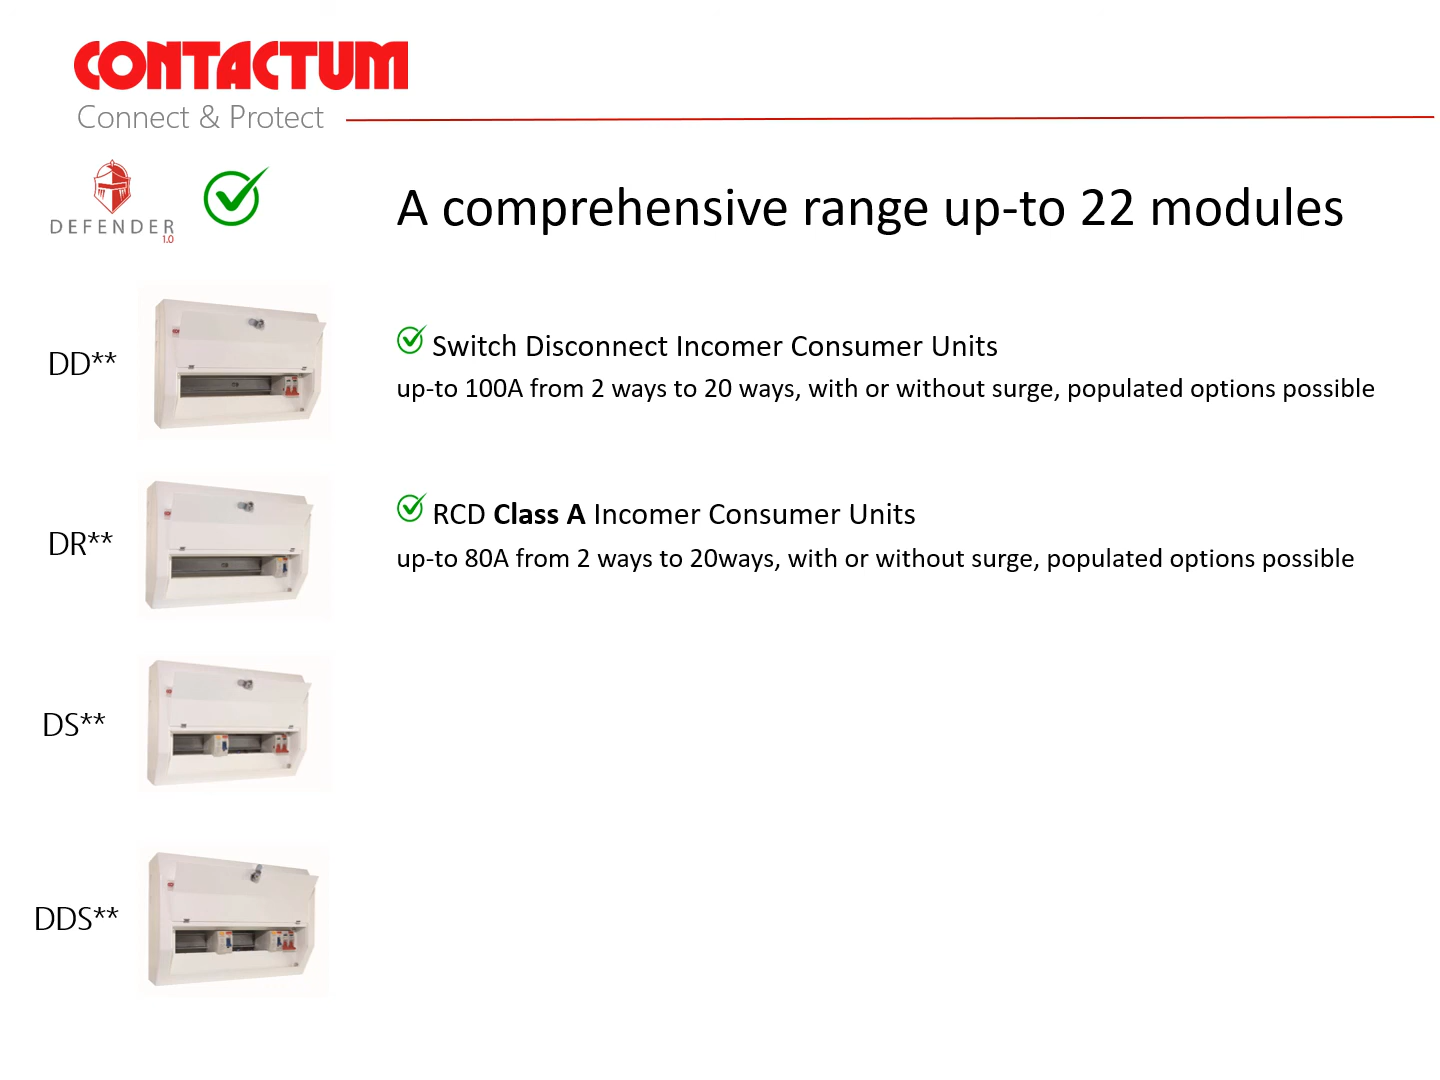 CONTACTUM
Connect & Protect
DEFENDER
1.0
A comprehensive range up-to 22 modules
DD**
Switch Disconnect Incomer Consumer Units
up-to 100A from 2 ways to 20 ways, with or without surge, populated options possible
DR**
RCD Class A Incomer Consumer Units
up-to 80A from 2 ways to 20ways, with or without surge, populated options possible
DS**
DDS**